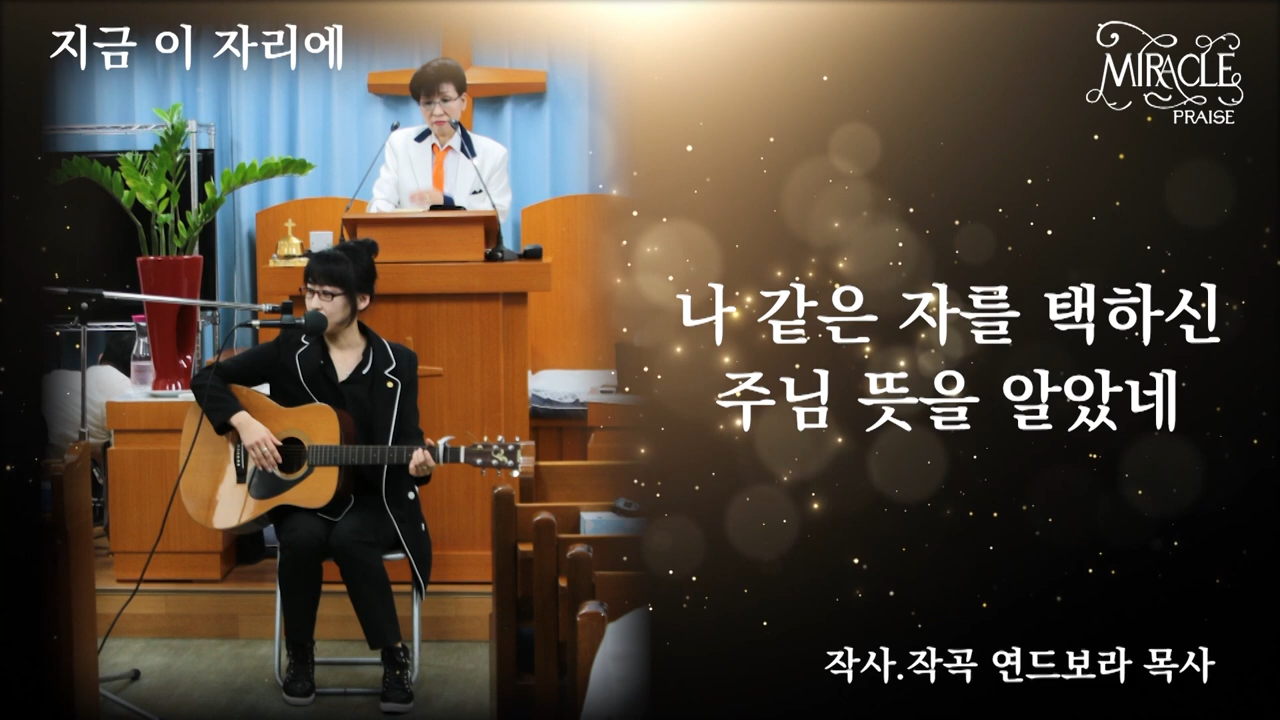 지금 이 자리에
MIRACLE
PRAISE
나 같은 자를 택하신
주님 뜻을 알았네
작사.작곡 연드보라 목사